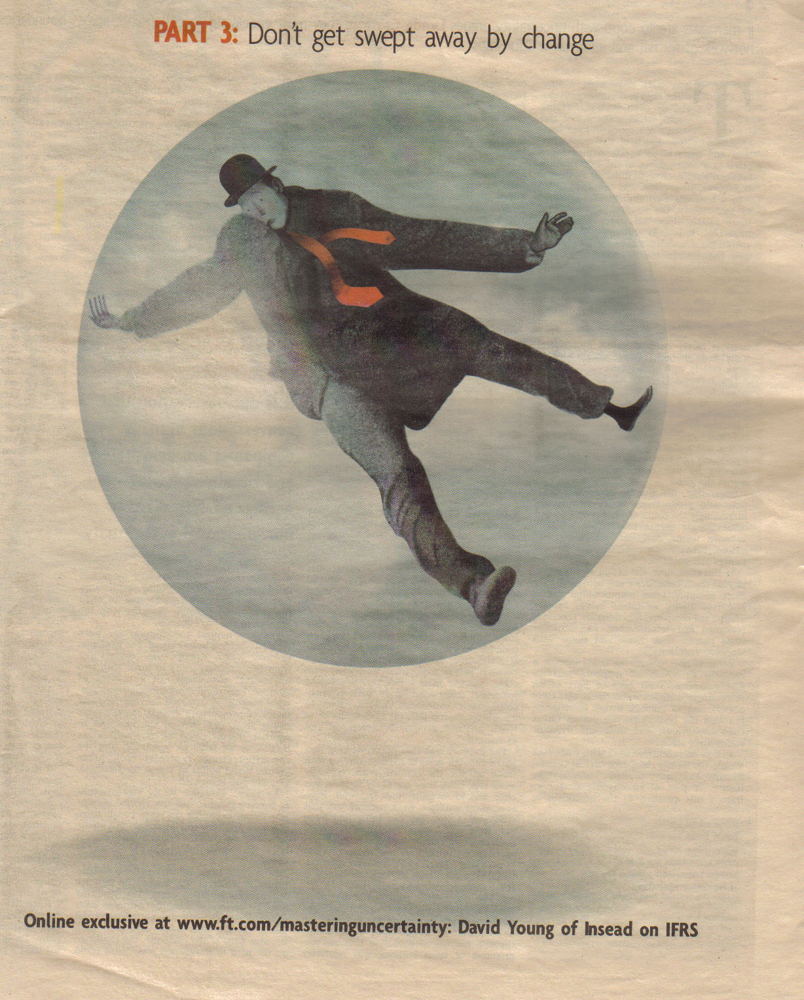 PART 3: Don't get swept away by change
Online exclusive at www.ft.com/masteringuncertainty: David Young of Insead on IFRS